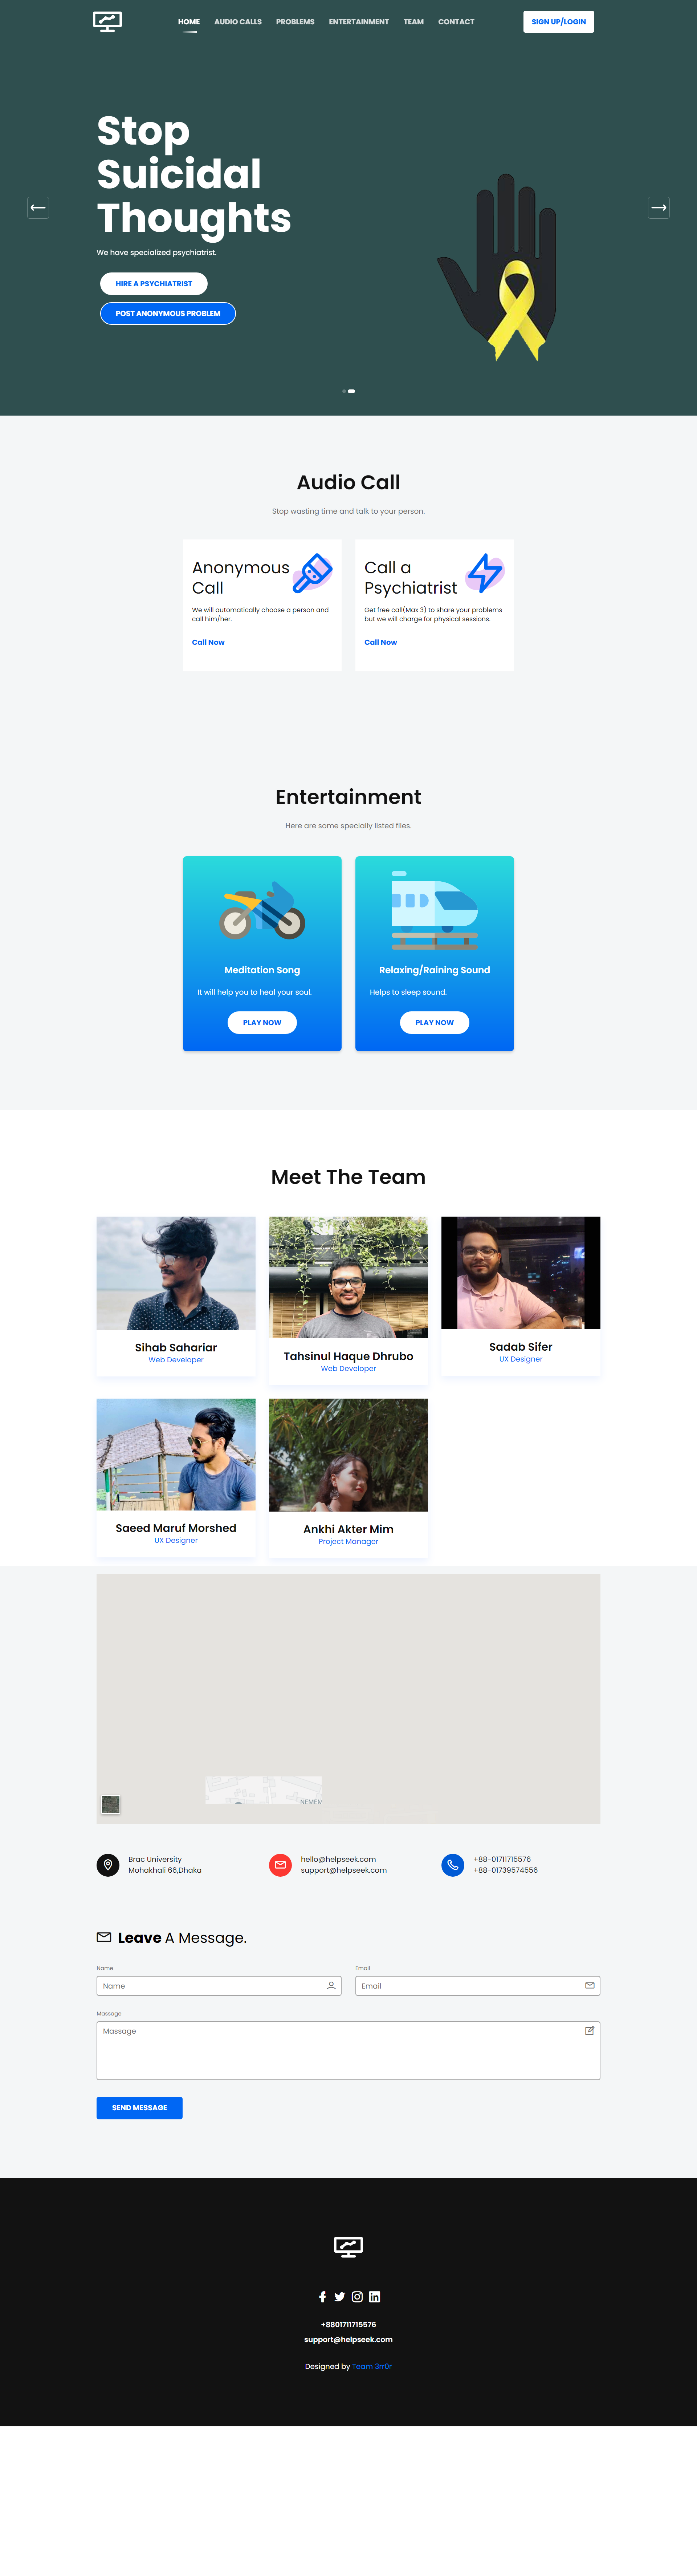 HOME AUDIO CALLS PROBLEMS ENTERTAINMENT TEAM CONTACT SIGN UP/LOGIN
Stop
Suicidal
Thoughts
We have specialized psychiatrist.
HIRE A PSYCHIATRIST
POST ANONYMOUS PROBLEM
Audio Call
Stop wasting time and talk to your person.
Anonymous
Call
We will automatically choose a person and
call him/her.
Call Now
Call a
Psychiatrist
Get free call(Max 3) to share your problems
but we will charge for physical sessions.
Call Now
Entertainment
Here are some specially listed files.
Meditation Song
It will help you to heal your soul.
PLAY NOW
Relaxing/Raining Sound
Helps to sleep sound.
PLAY NOW
Meet The Team
Sihab Sahariar
Web Developer
Tahsinul Haque Dhrubo
Web Developer
Sadab Sifer
UX Designer
Saeed Maruf Morshed
UX Designer
Ankhi Akter Mim
Project Manager
Brac University
Mohakhali 66,Dhaka
hello@helpseek.com
support@helpseek.com
+88-01711715576
+88-01739574556
Leave A Message.
Name
Name
Email
Email
Massage
Massage
SEND MESSAGE
+8801711715576
support@helpseek.com
Designed by Team 3rr0r